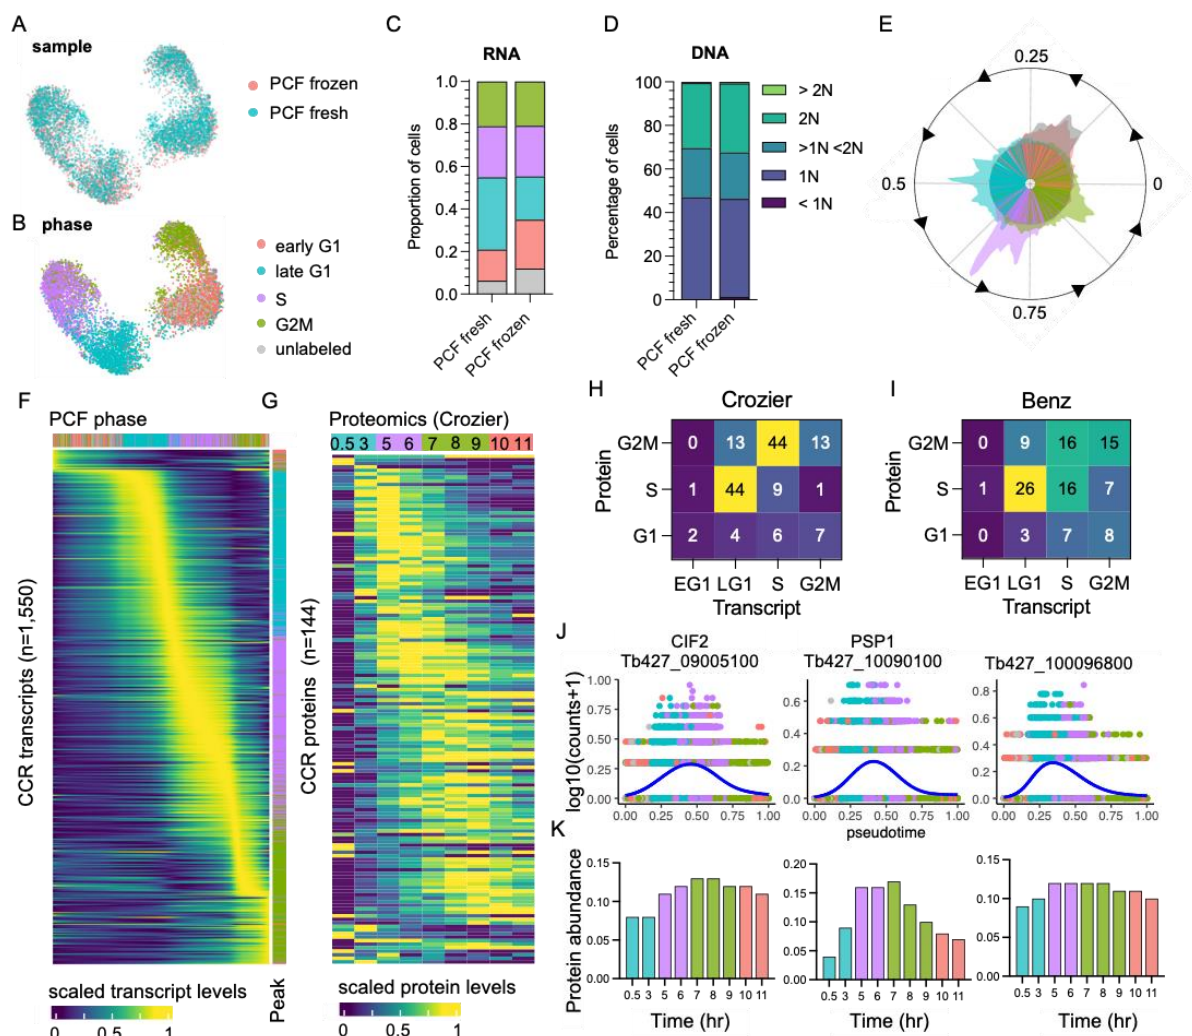 A
sample
PCF frozen
PCF fresh
B
phase
early G1
late G1
S
G2M
unlabeled
C
RNA
Proportion of cells
1.0
0.8
0.6
0.4
0.2
0.0
PCF fresh
PCF frozen
D
DNA
Percentage of cells
100
80
60
40
20
0
PCF fresh
PCF frozen
> 2N
2N
>1N <2N
1N
< 1N
E
0.25
0.5
0
0.75
F
PCF phase
CCR transcripts (n=1,550)
Peak
scaled transcript levels
0 0.5 1
G
Proteomics (Crozier)
0.5 3 5 6 7 8 9 10 11
CCR proteins (n=144)
scaled protein levels
0 0.5 1
H
Crozier
Protein
G2M 0 13 44 13
S 1 44 9 1
G1 2 4 6 7
EG1 LG1 S G2M
Transcript
I
Benz
Protein
G2M 0 9 16 15
S 1 26 16 7
G1 0 3 7 8
EG1 LG1 S G2M
Transcript
J
CIF2
Tb427_09005100
PSP1
Tb427_10090100
Tb427_100096800
log10(counts+1)
1.00
0.75
0.50
0.25
0.00
0.00 0.25 0.50 0.75 1.00
0.6
0.4
0.2
0.0
0.00 0.25 0.50 0.75 1.00
0.8
0.6
0.4
0.2
0.0
0.00 0.25 0.50 0.75 1.00
pseudotime
K
Protein abundance
0.15
0.10
0.05
0.00
0.5 3 5 6 7 8 9 10 11
Time (hr)
0.20
0.15
0.10
0.05
0.00
0.5 3 5 6 7 8 9 10 11
Time (hr)
0.15
0.10
0.05
0.00
0.5 3 5 6 7 8 9 10 11
Time (hr)